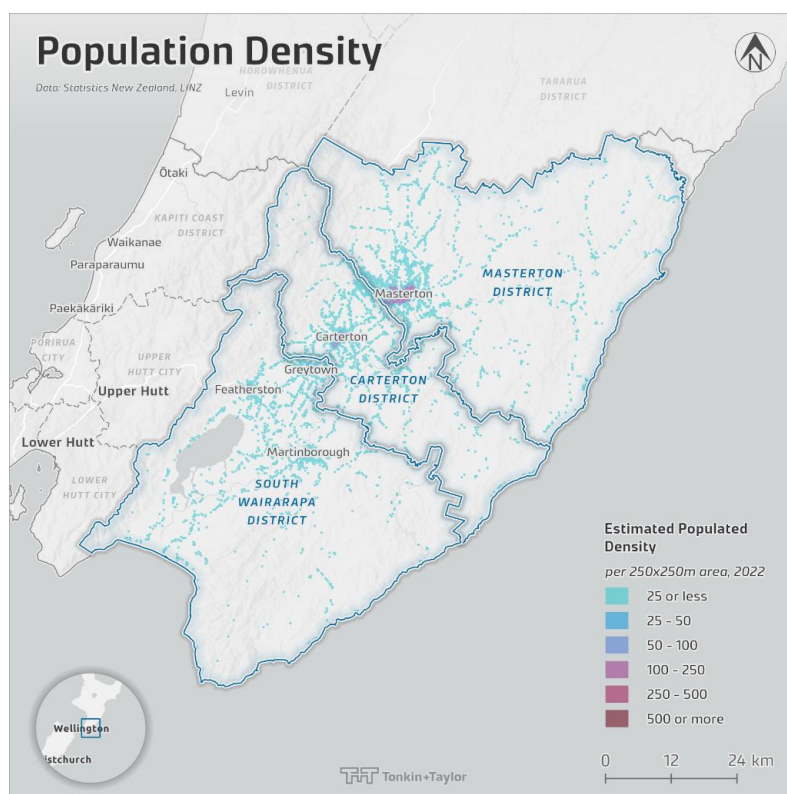 Population Density
Data: Statistics New Zealand, LINZ
N
HOROWHENUA
DISTRICT
Levin
TARARUA
DISTRICT
Ōtaki
KAPITI COAST
DISTRICT
Waikanae
Paraparaumu
MASTERTON
DISTRICT
Masterton
Paekākāriki
PORIRUA
CITY
UPPER
HUTT CITY
Carterton
Greytown
CARTERTON
DISTRICT
Featherston
Upper Hutt
Lower Hutt
Martinborough
LOWER
HUTT CITY
SOUTH
WAIRARAPA
DISTRICT
Estimated Populated
Density
per 250x250m area, 2022
25 or less
25 - 50
50 - 100
100 - 250
250 - 500
500 or more
Wellington
istchurch
0 12 24 km
T+T Tonkin+Taylor